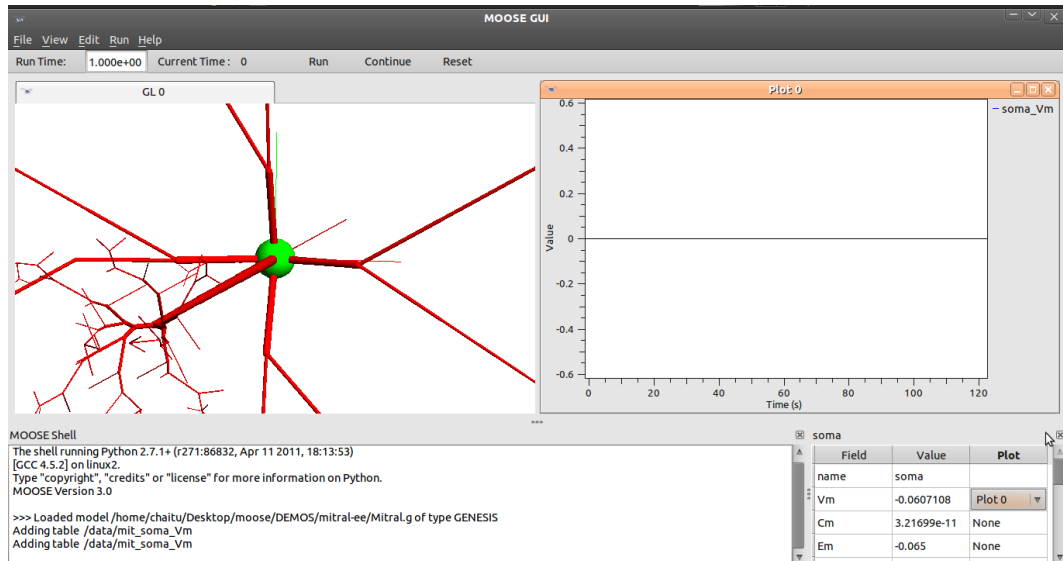 MOOSE GUI
File View Edit Run Help
Run Time: 1.000e+00 Current Time : 0 Run Continue Reset
GL 0
Plot 0
0.6
0.4
0.2
0
-0.2
-0.4
-0.6
Value
0 20 40 60 80 100 120
Time (s)
soma_Vm
MOOSE Shell
The shell running Python 2.7.1+ (r271:86832, Apr 11 2011, 18:13:53)
[GCC 4.5.2] on linux2.
Type "copyright", "credits" or "license" for more information on Python.
MOOSE Version 3.0
>>> Loaded model /home/chaitu/Desktop/moose/DEMOS/mitral-ee/Mitral.g of type GENESIS
Adding table /data/mit_soma_Vm
Adding table /data/mit_soma_Vm
soma
Field Value Plot
name soma
Vm -0.0607108 Plot 0
Cm 3.21699e-11 None
Em -0.065 None